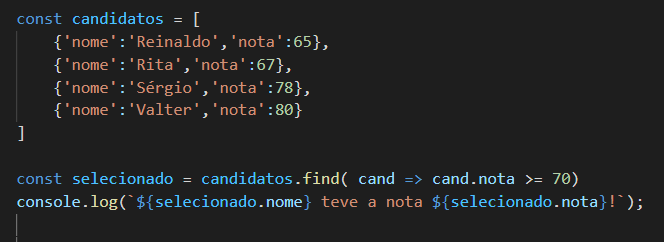 const candidatos = [
    {'nome':'Reinaldo','nota':65},
    {'nome':'Rita','nota':67},
    {'nome':'Sérgio','nota':78},
    {'nome':'Valter','nota':80}
]
const selecionado = candidatos.find( cand => cand.nota >= 70)
console.log(`${selecionado.nome} teve a nota ${selecionado.nota}!`);